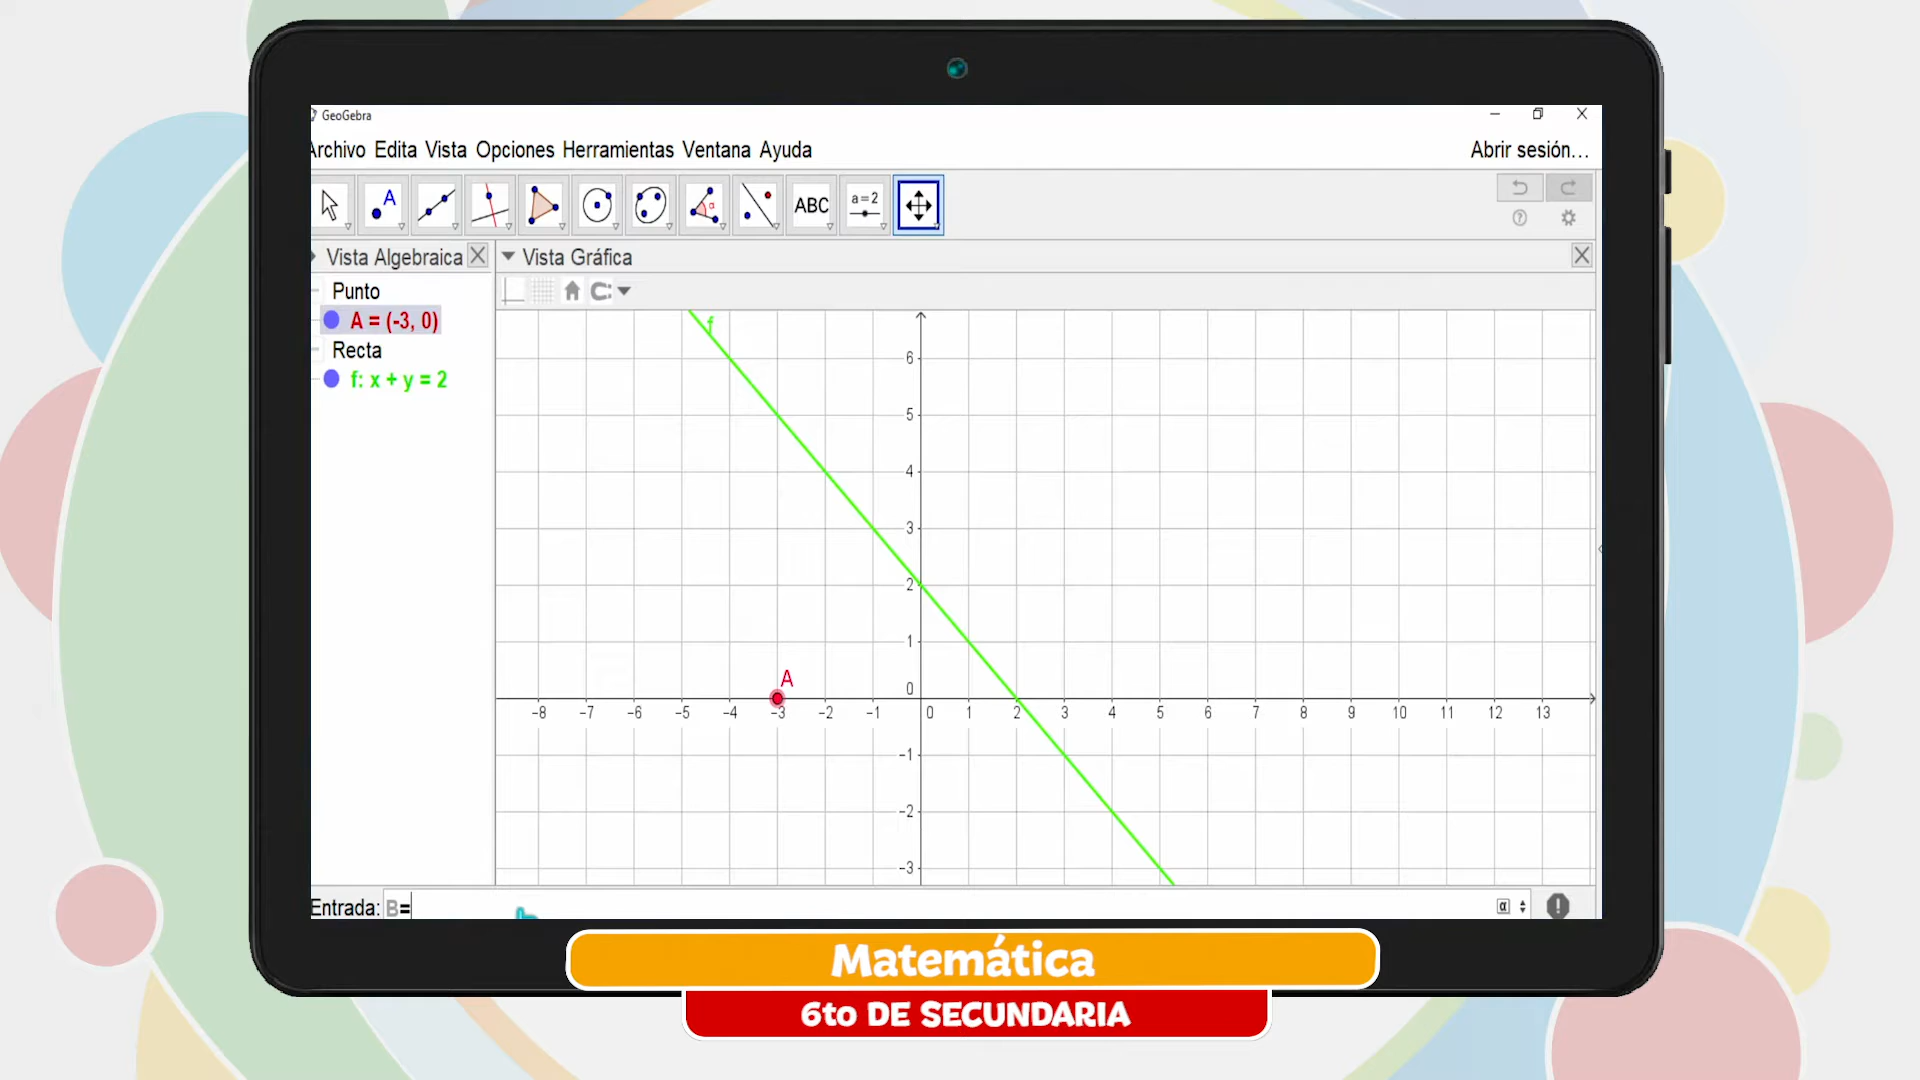 GeoGebra
Archivo Edita Vista Opciones Herramientas Ventana Ayuda
Abrir sesión...
A
α
ABC
a=2
Vista Algebraica
Vista Gráfica
Punto
A = (-3, 0)
Recta
f: x + y = 2
f
6
5
4
3
2
1
0
A
-8 -7 -6 -5 -4 -3 -2 -1 0 1 2 3 4 5 6 7 8 9 10 11 12 13
-1
-2
-3
Entrada: B=
α
Matemática
6to DE SECUNDARIA